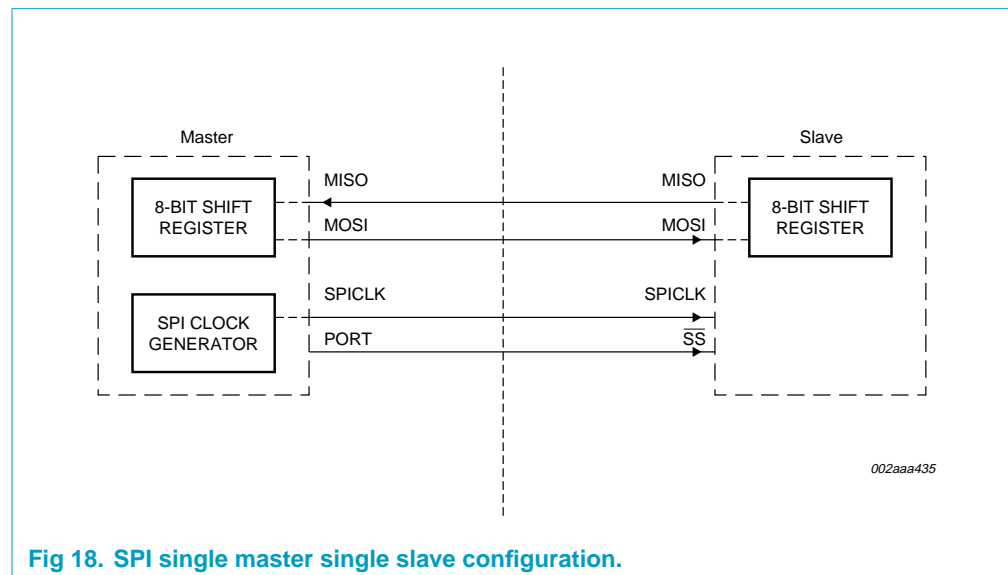 Master
Slave
8-BIT SHIFT
REGISTER
MISO
MISO
8-BIT SHIFT
REGISTER
MOSI
MOSI
SPI CLOCK
GENERATOR
SPICLK
SPICLK
PORT
S̅S̅
002aaa435
Fig 18. SPI single master single slave configuration.